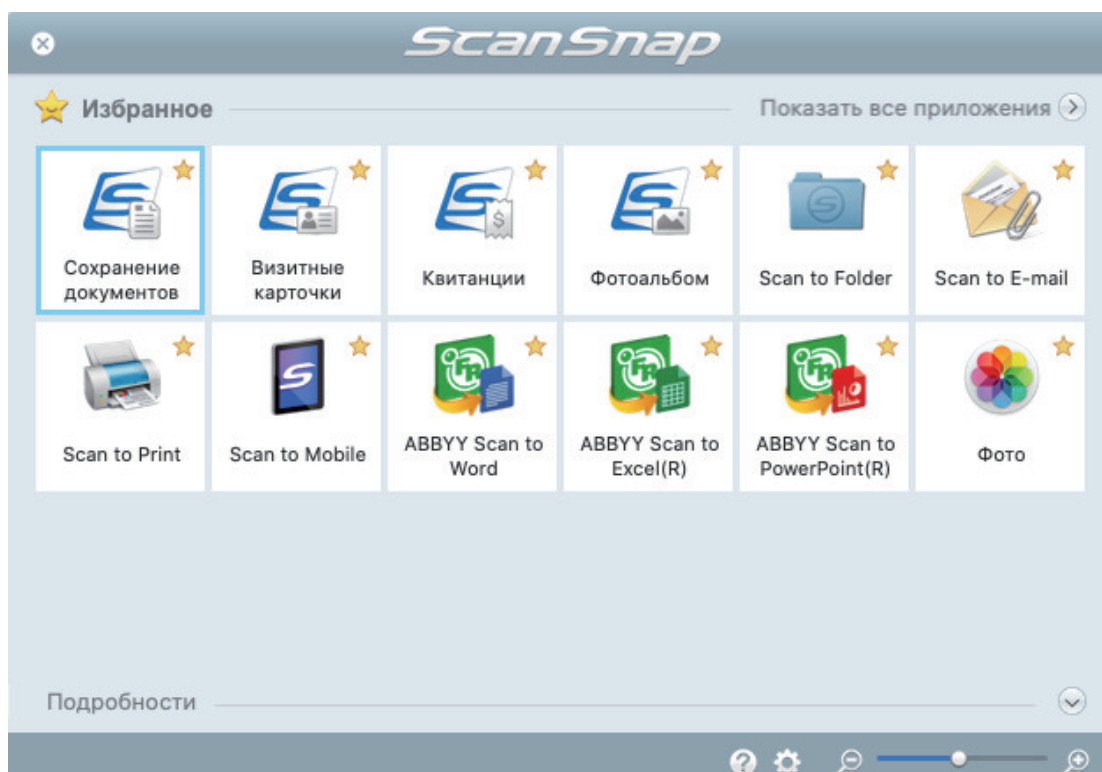 ScanSnap
Избранное
Показать все приложения
Сохранение
документов
Визитные
карточки
Квитанции
Фотоальбом
Scan to Folder
Scan to E-mail
Scan to Print
Scan to Mobile
ABBYY Scan to
Word
ABBYY Scan to
Excel(R)
ABBYY Scan to
PowerPoint(R)
Фото
Подробности